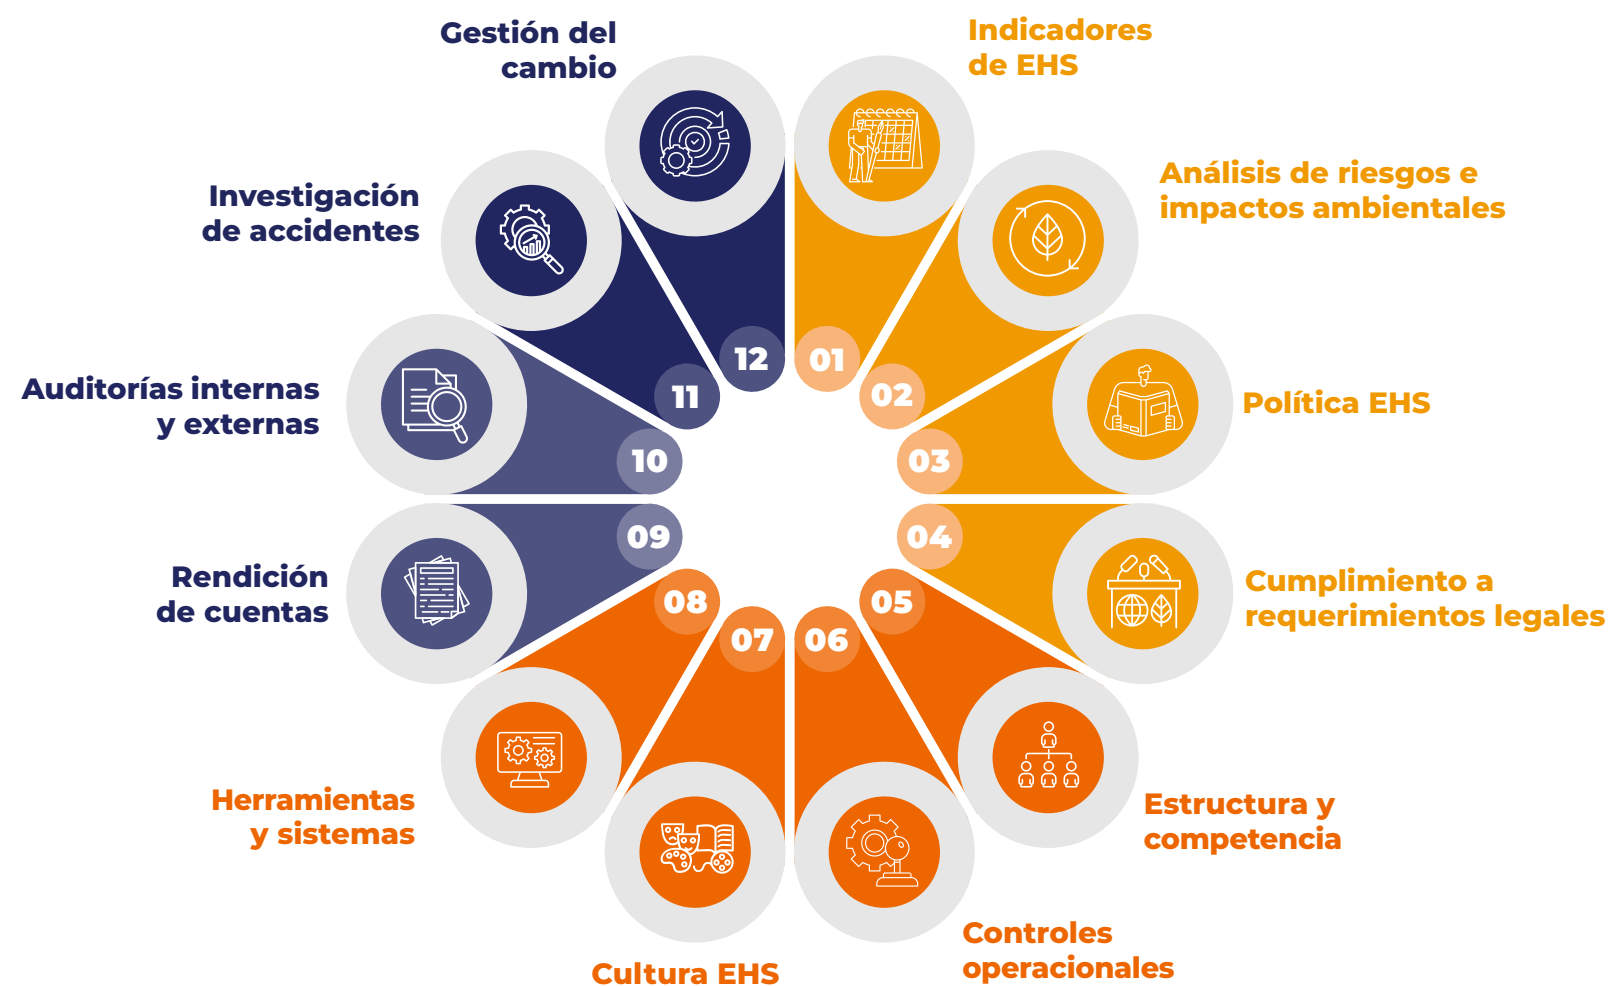 01
Indicadores
de EHS
02
Análisis de riesgos e
impactos ambientales
03
Política EHS
04
Cumplimiento a
requerimientos legales
05
Estructura y
competencia
06
Controles
operacionales
07
Cultura EHS
08
Herramientas
y sistemas
09
Rendición
de cuentas
10
Auditorías internas
y externas
11
Investigación
de accidentes
12
Gestión del
cambio